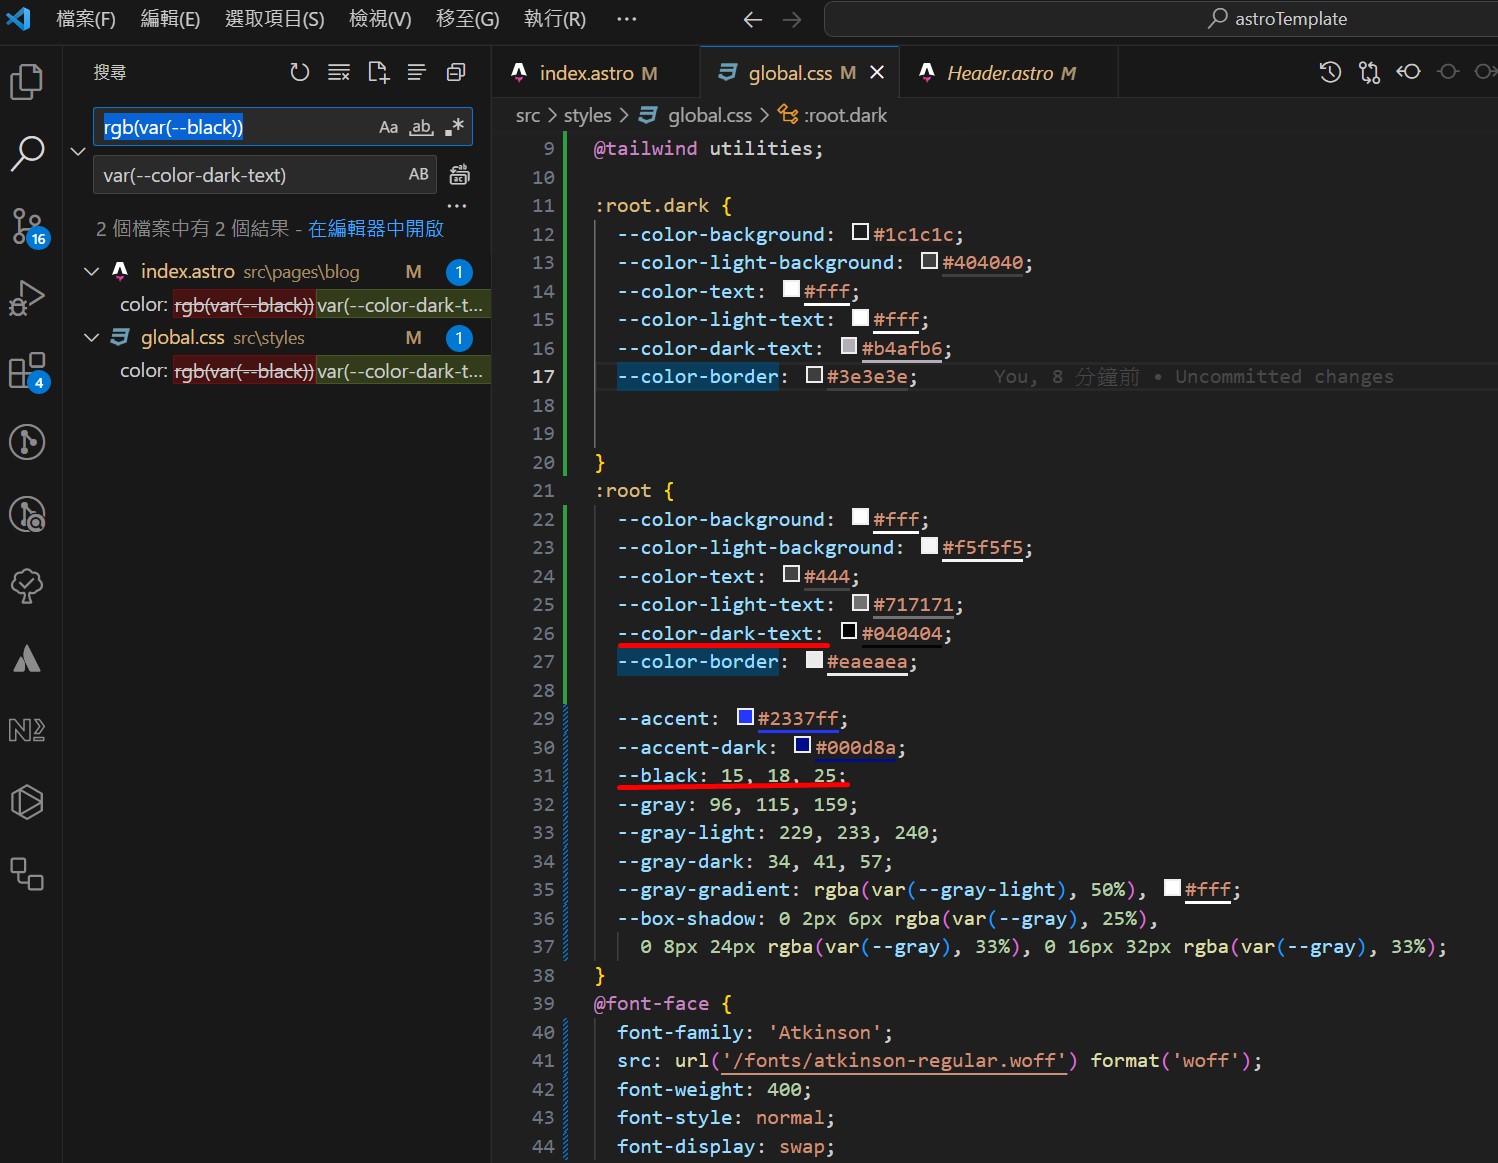 檔案(F) 編輯(E) 選取項目(S) 檢視(V) 移至(G) 執行(R) ··· astroTemplate
搜尋
rgb(var(--black)) Aa ab .*
var(--color-dark-text) AB
2 個檔案中有 2 個結果 - 在編輯器中開啟
index.astro src\pages\blog M 1
color: rgb(var(--black))var(--color-dark-t...
global.css src\styles M 1
color: rgb(var(--black))var(--color-dark-t...
16
4
index.astro M global.css M Header.astro M
src > styles > global.css > :root.dark
9 @tailwind utilities;
10
11 :root.dark {
12 --color-background: #1c1c1c;
13 --color-light-background: #404040;
14 --color-text: #fff;
15 --color-light-text: #fff;
16 --color-dark-text: #b4afb6;
17 --color-border: #3e3e3e; You, 8 分鐘前 • Uncommitted changes
18
19
20 }
21 :root {
22 --color-background: #fff;
23 --color-light-background: #f5f5f5;
24 --color-text: #444;
25 --color-light-text: #717171;
26 --color-dark-text: #040404;
27 --color-border: #eaeaea;
28
29 --accent: #2337ff;
30 --accent-dark: #000d8a;
31 --black: 15, 18, 25;
32 --gray: 96, 115, 159;
33 --gray-light: 229, 233, 240;
34 --gray-dark: 34, 41, 57;
35 --gray-gradient: rgba(var(--gray-light), 50%), #fff;
36 --box-shadow: 0 2px 6px rgba(var(--gray), 25%),
37 0 8px 24px rgba(var(--gray), 33%), 0 16px 32px rgba(var(--gray), 33%);
38 }
39 @font-face {
40 font-family: 'Atkinson';
41 src: url('/fonts/atkinson-regular.woff') format('woff');
42 font-weight: 400;
43 font-style: normal;
44 font-display: swap;